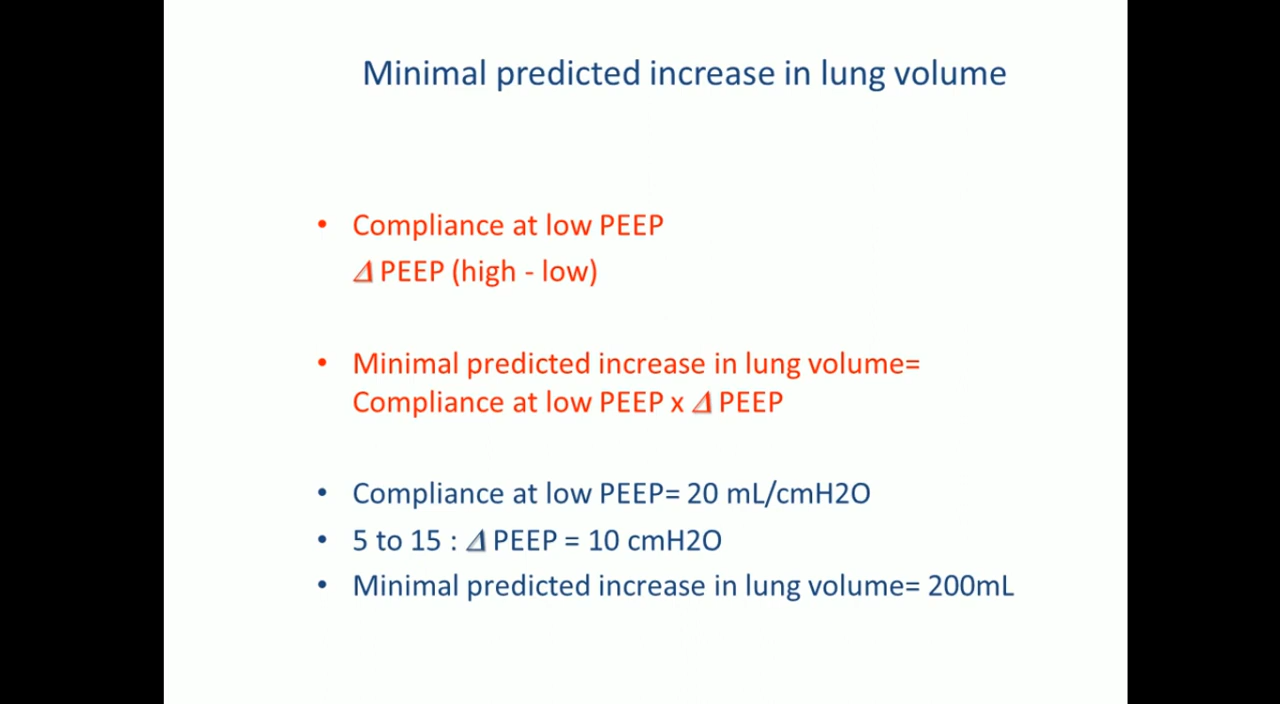 Minimal predicted increase in lung volume
• Compliance at low PEEP
Δ PEEP (high - low)
• Minimal predicted increase in lung volume=
Compliance at low PEEP x Δ PEEP
• Compliance at low PEEP= 20 mL/cmH2O
• 5 to 15 : Δ PEEP = 10 cmH2O
• Minimal predicted increase in lung volume= 200mL